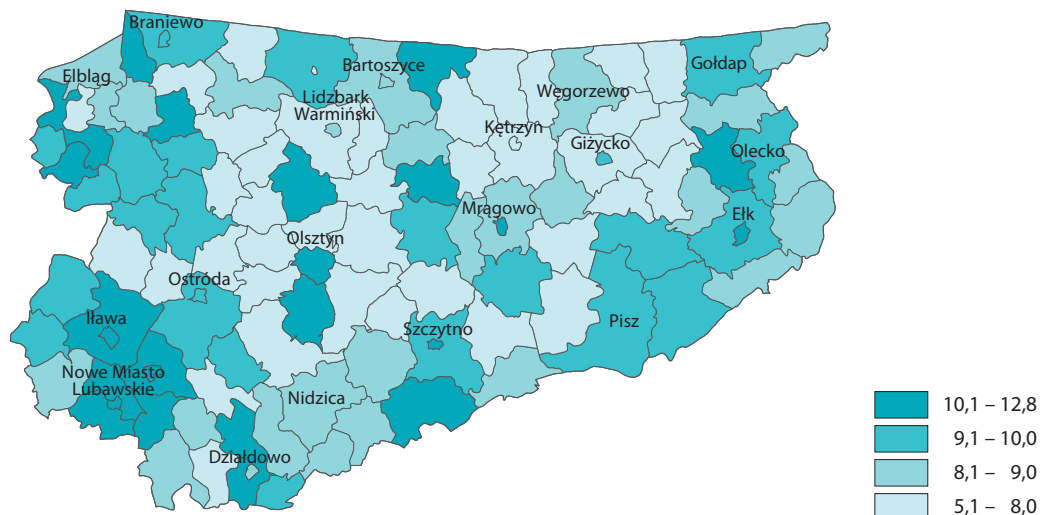 Braniewo
Gołdap
Bartoszyce
Elbląg
Węgorzewo
Lidzbark
Warmiński
Kętrzyn
Giżycko
Olecko
Mrągowo
Ełk
Olsztyn
Ostróda
Iława
Szczytno
Pisz
Nowe Miasto
Lubawskie
Nidzica
Działdowo
10,1 – 12,8
9,1 – 10,0
8,1 – 9,0
5,1 – 8,0